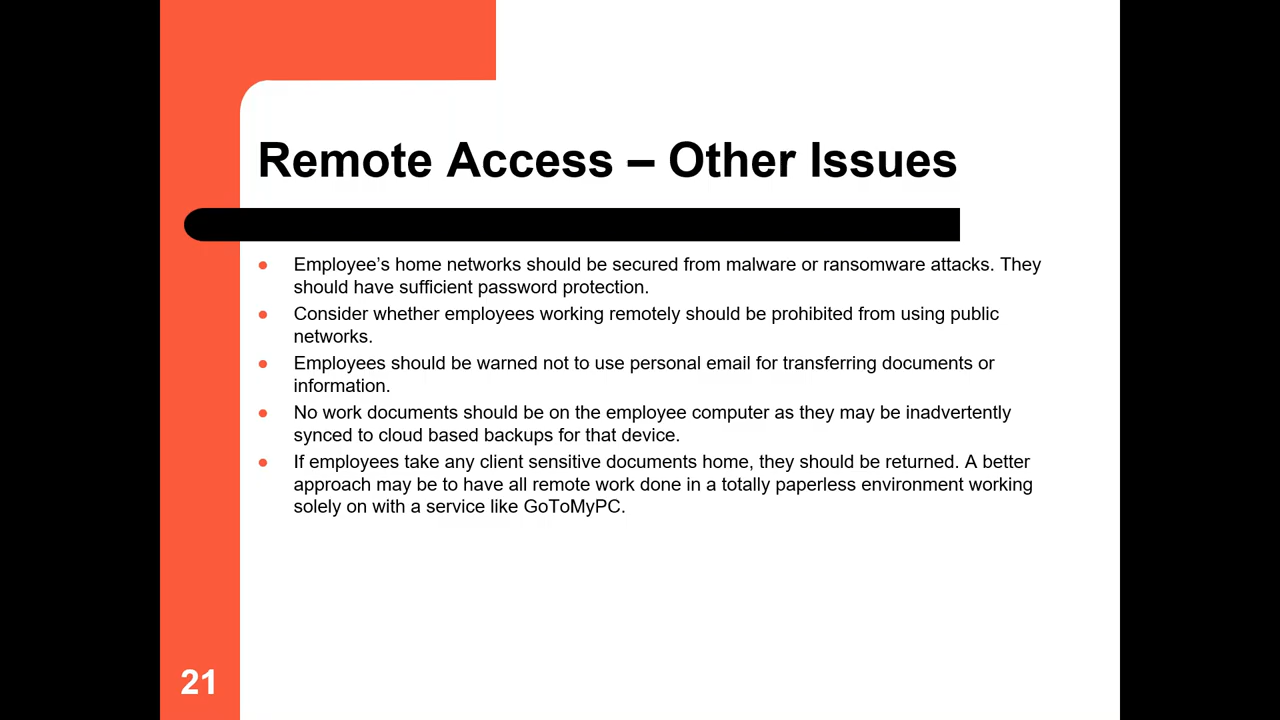 Remote Access – Other Issues
● Employee’s home networks should be secured from malware or ransomware attacks. They
should have sufficient password protection.
● Consider whether employees working remotely should be prohibited from using public
networks.
● Employees should be warned not to use personal email for transferring documents or
information.
● No work documents should be on the employee computer as they may be inadvertently
synced to cloud based backups for that device.
● If employees take any client sensitive documents home, they should be returned. A better
approach may be to have all remote work done in a totally paperless environment working
solely on with a service like GoToMyPC.
21